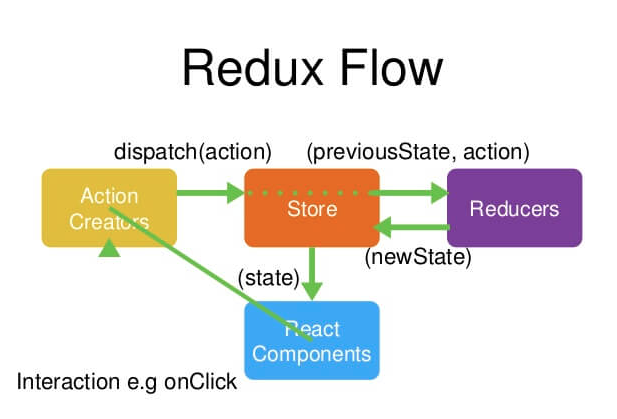 Redux Flow
dispatch(action)
(previousState, action)
Action
Creators
Store
Reducers
(newState)
(state)
React
Components
Interaction e.g onClick